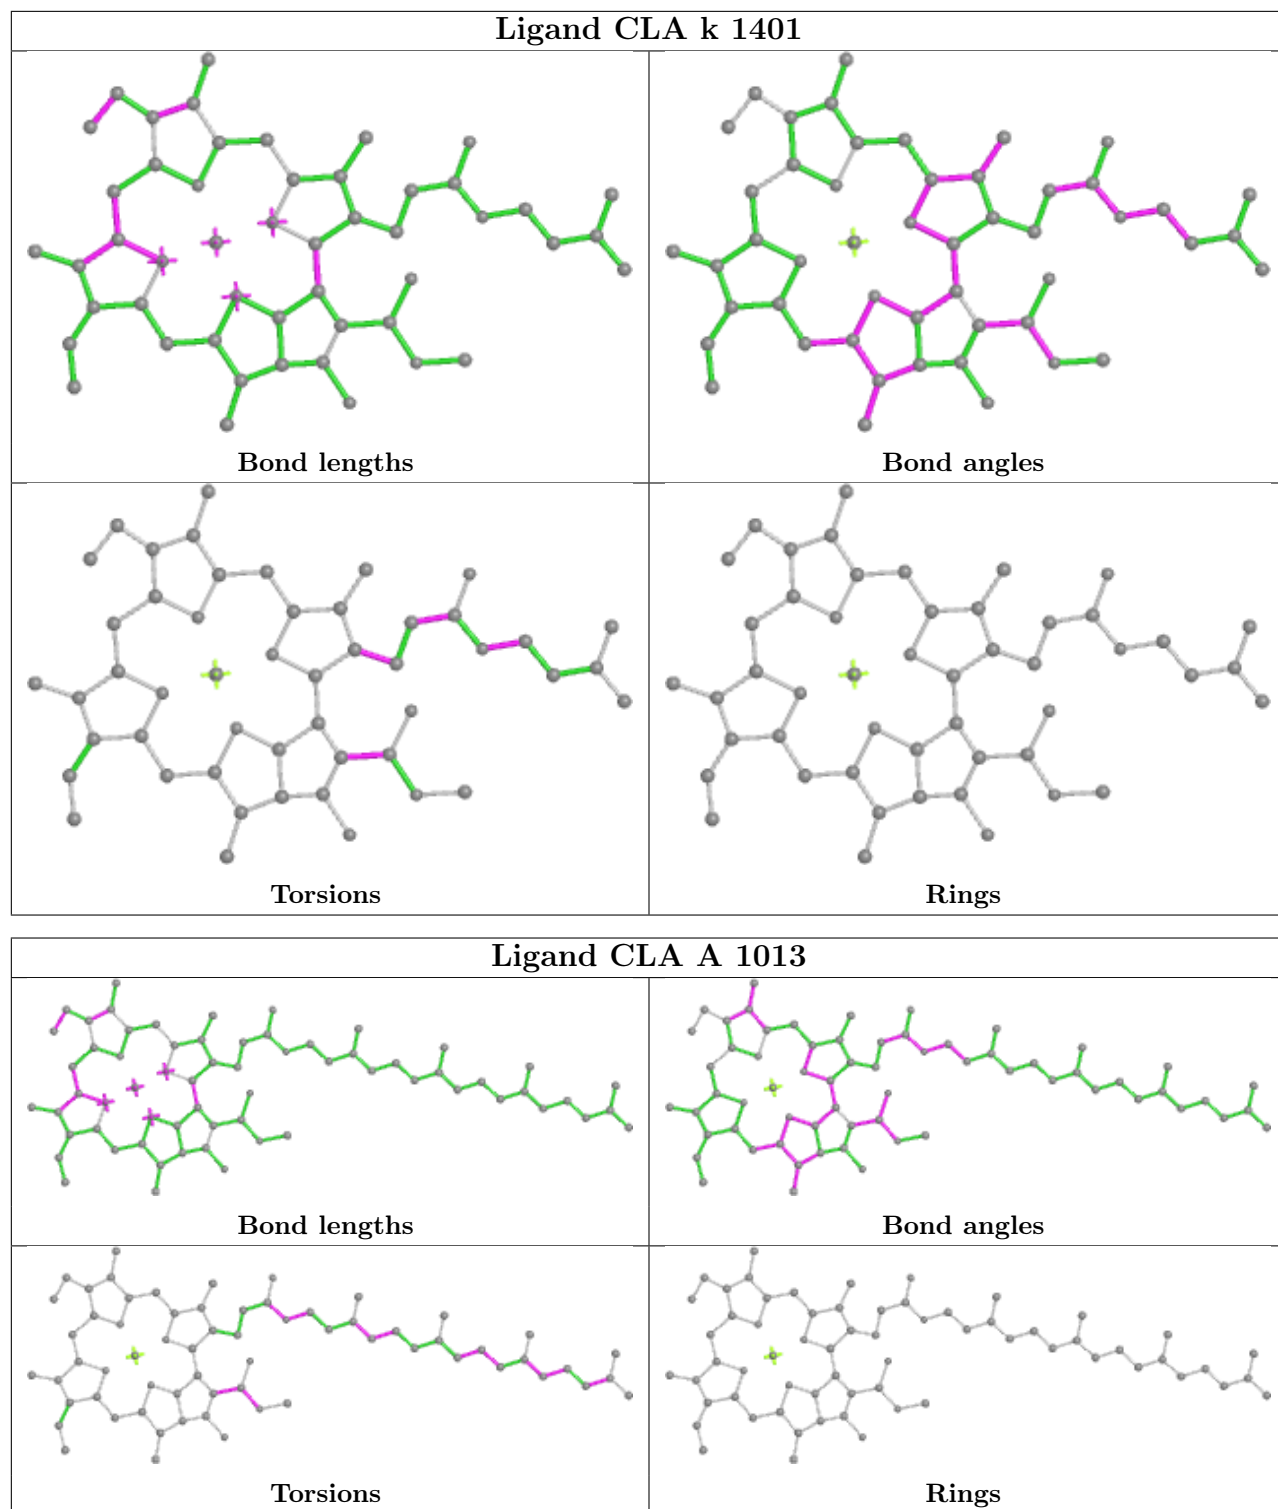 Ligand CLA k 1401
Bond lengths
Bond angles
Torsions
Rings
Ligand CLA A 1013
Bond lengths
Bond angles
Torsions
Rings